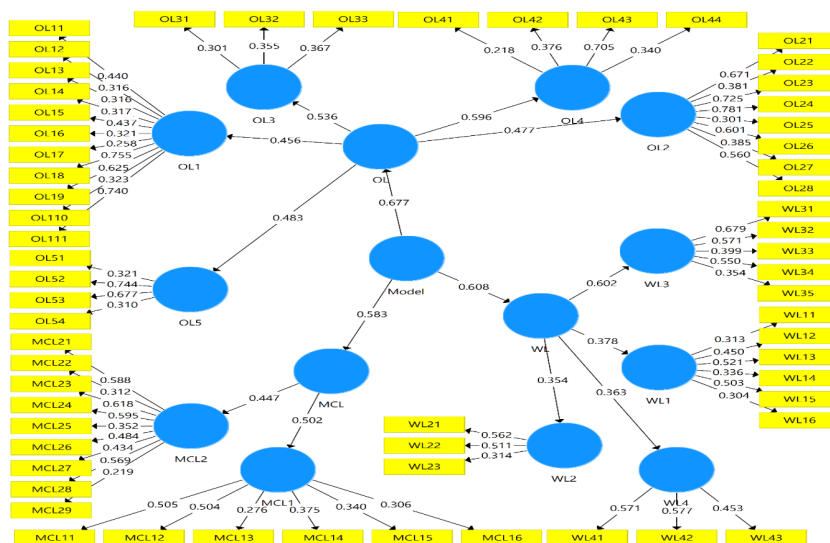 OL31 OL32 OL33 OL41 OL42 OL43 OL44
OL11
OL12
OL13
OL14
OL15
OL16
OL17
OL18
OL19
OL110
OL111
0.440
0.316
0.316
0.317
0.437
0.321
0.258
0.755
0.625
0.323
0.740
OL1
0.301 0.355 0.367
OL3
0.218 0.376 0.705 0.340
OL4
OL21
OL22
OL23
OL24
OL25
OL26
OL27
OL28
0.671
0.381
0.725
0.781
0.301
0.601
0.385
0.560
OL2
0.536
0.596
0.456
0.477
OL
0.483
0.677
OL51
OL52
OL53
OL54
0.321
0.744
0.677
0.310
OL5
Model
0.608
0.583
WL31
WL32
WL33
WL34
WL35
0.679
0.571
0.399
0.550
0.354
WL3
0.602
WL
0.378
0.354
0.363
WL11
WL12
WL13
WL14
WL15
WL16
0.313
0.450
0.521
0.336
0.503
0.304
WL1
MCL21
MCL22
MCL23
MCL24
MCL25
MCL26
MCL27
MCL28
MCL29
0.588
0.312
0.618
0.595
0.352
0.484
0.434
0.569
0.219
MCL2
0.447
MCL
0.502
WL21
WL22
WL23
0.562
0.511
0.314
WL2
MCL1
0.505 0.504 0.276 0.375 0.340 0.306
MCL11 MCL12 MCL13 MCL14 MCL15 MCL16
WL4
0.571 0.577 0.453
WL41 WL42 WL43